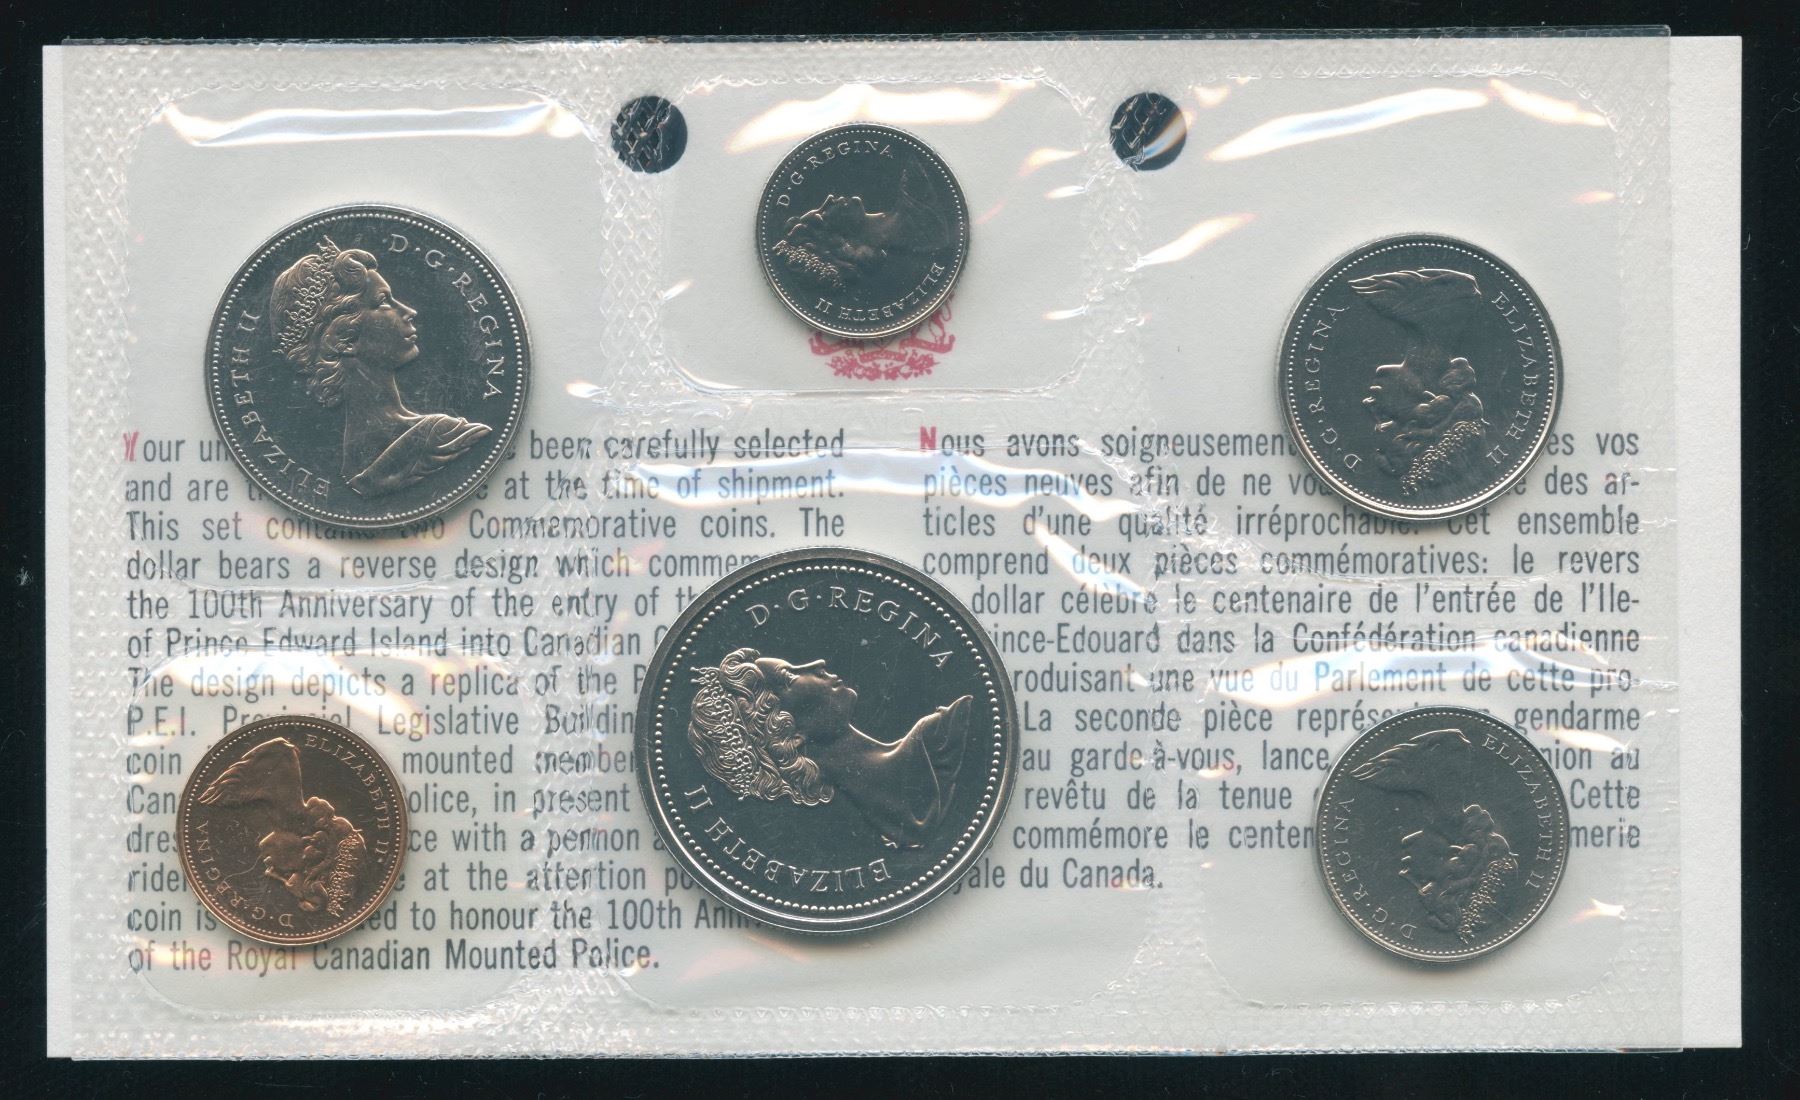 D·G·REGINA
ELIZABETH II
D·G·REGINA
ELIZABETH II
D·G·REGINA
ELIZABETH II
Your un been carefully selected
and are at the time of shipment.
This set contains two Commemorative coins. The
dollar bears a reverse design which commem
the 100th Anniversary of the entry of th
of Prince Edward Island into Canadian C
The design depicts a replica of the P
P.E.I. Provincial Legislative Buildin
coin mounted member
Can olice, in present
dres ce with a pennon a
rider at the attention po
coin is ed to honour the 100th Ann
of the Royal Canadian Mounted Police.
Nous avons soigneusemen es vos
pièces neuves afin de ne vou des ar-
ticles d'une qualité irréprochable. Cet ensemble
comprend deux pièces commémoratives: le revers
dollar célèbre le centenaire de l'entrée de l'Ile-
ince-Edouard dans la Confédération canadienne
roduisant une vue du Parlement de cette pro-
La seconde pièce représ gendarme
au garde-à-vous, lance nion au
revêtu de la tenue Cette
commémore le centen merie
yale du Canada.
ELIZABETH II
D·G·REGINA
D·G·REGINA
ELIZABETH II
ELIZABETH II
D·G·REGINA